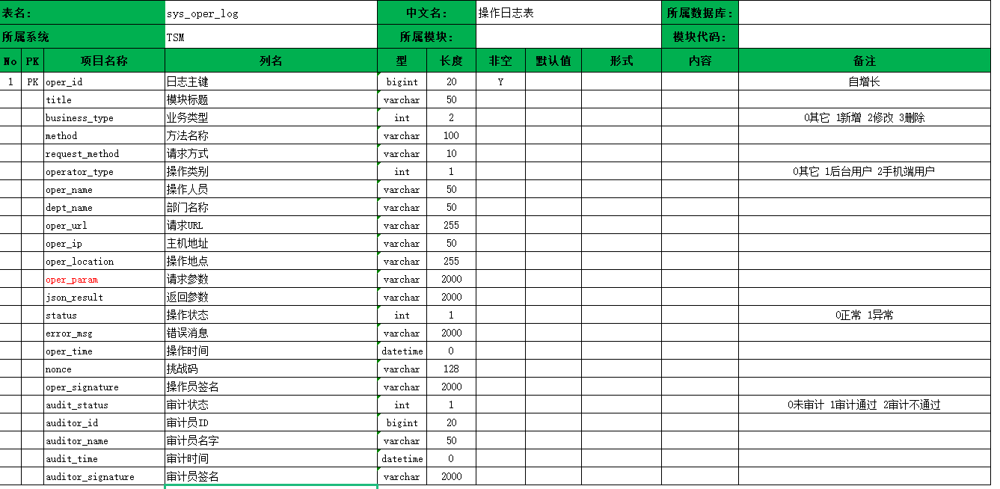 表名： sys_oper_log 中文名： 操作日志表 所属数据库：
所属系统 TSM 所属模块： 模块代码：
No PK 项目名称 列名 型 长度 非空 默认值 形式 内容 备注
1 PK oper_id 日志主键 bigint 20 Y 自增长
title 模块标题 varchar 50
business_type 业务类型 int 2 0其它 1新增 2修改 3删除
method 方法名称 varchar 100
request_method 请求方式 varchar 10
operator_type 操作类别 int 1 0其它 1后台用户 2手机端用户
oper_name 操作人员 varchar 50
dept_name 部门名称 varchar 50
oper_url 请求URL varchar 255
oper_ip 主机地址 varchar 50
oper_location 操作地点 varchar 255
oper_param 请求参数 varchar 2000
json_result 返回参数 varchar 2000
status 操作状态 int 1 0正常 1异常
error_msg 错误消息 varchar 2000
oper_time 操作时间 datetime 0
nonce 挑战码 varchar 128
oper_signature 操作员签名 varchar 2000
audit_status 审计状态 int 1 0未审计 1审计通过 2审计不通过
auditor_id 审计员ID bigint 20
auditor_name 审计员名字 varchar 50
audit_time 审计时间 datetime 0
auditor_signature 审计员签名 varchar 2000